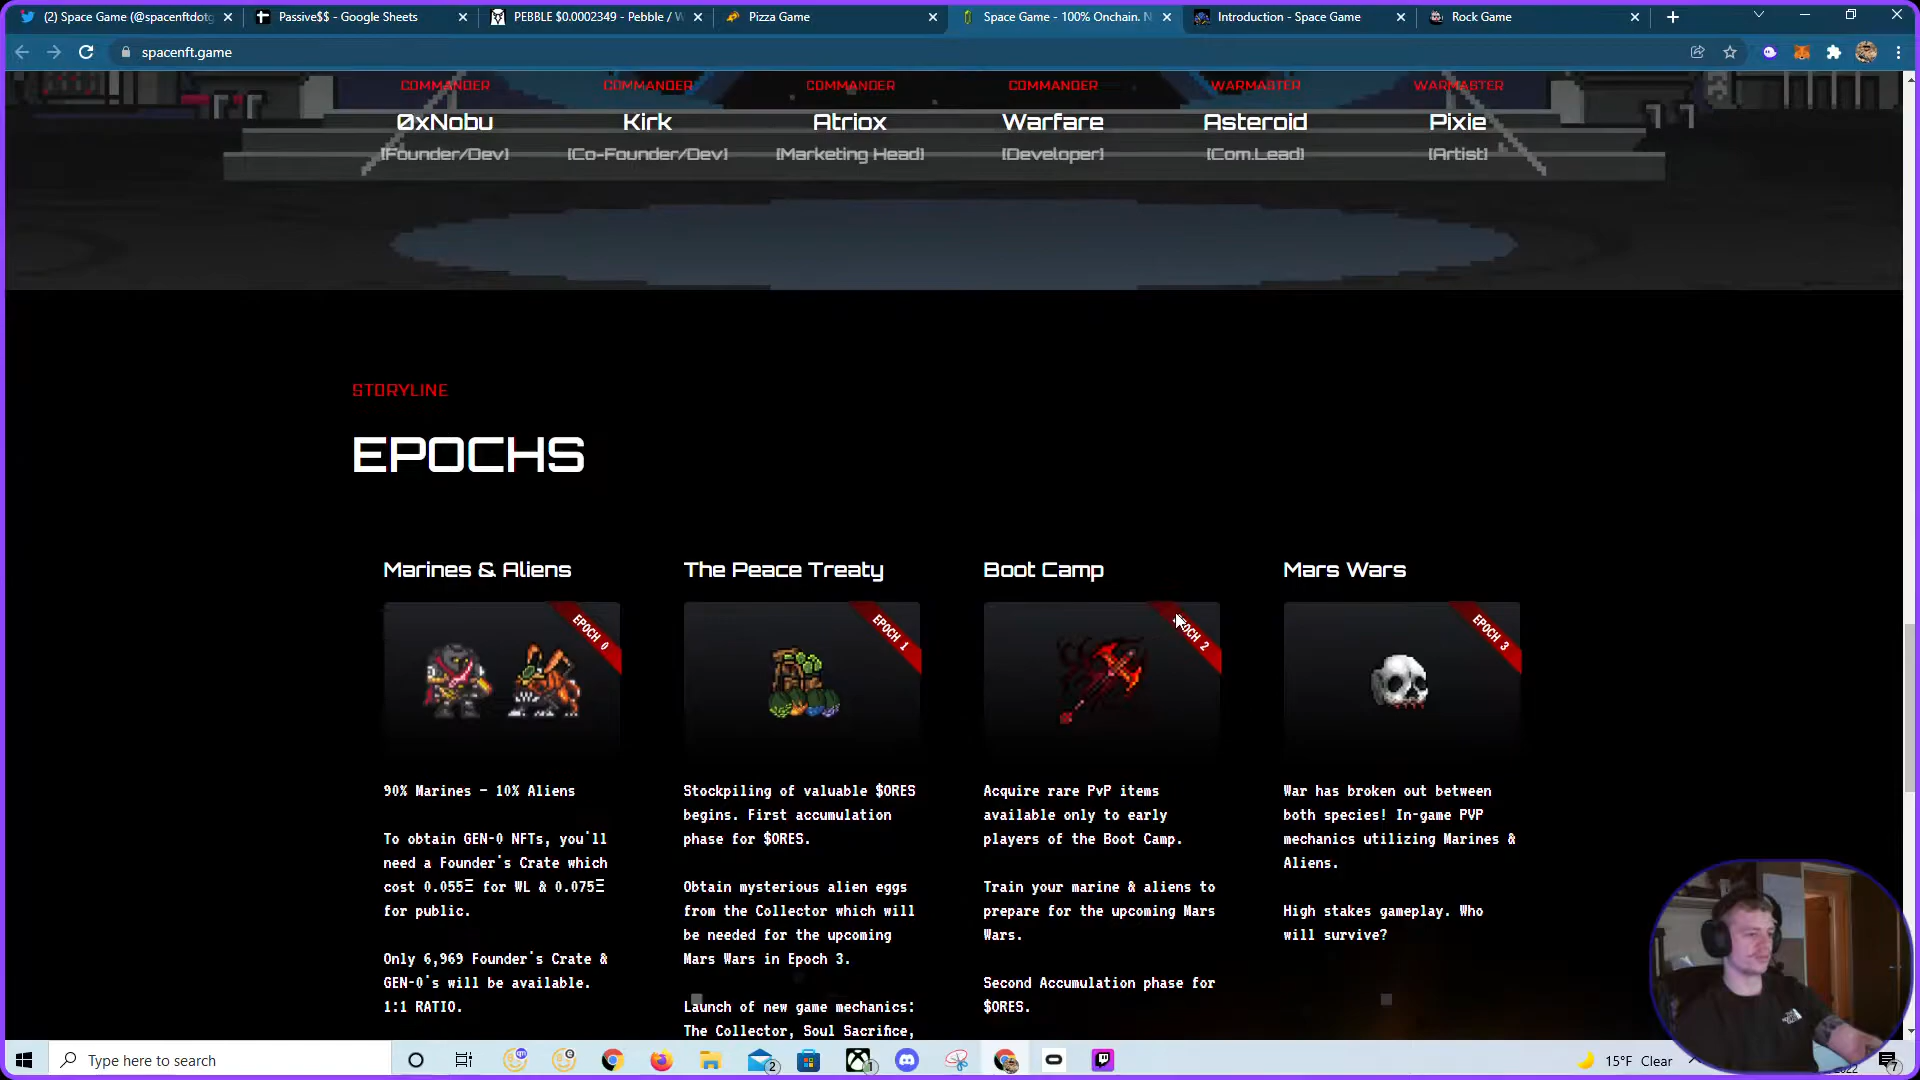 (2) Space Game (@spacenftdotg
Passive$$ - Google Sheets
PEBBLE $0.0002349 - Pebble / W
Pizza Game
Space Game - 100% Onchain. N
Introduction - Space Game
Rock Game
spacenft.game
COMMANDER
COMMANDER
COMMANDER
COMMANDER
WARMASTER
WARMASTER
0xNobu
Kirk
Atriox
Warfare
Asteroid
Pixie
[Founder/Dev]
[Co-Founder/Dev]
[Marketing Head]
[Developer]
[Com.Lead]
[Artist]
STORYLINE
EPOCHS
Marines & Aliens
EPOCH 0
90% Marines – 10% Aliens
To obtain GEN-0 NFTs, you'll
need a Founder's Crate which
cost 0.055Ξ for WL & 0.075Ξ
for public.
Only 6,969 Founder's Crate &
GEN-0's will be available.
1:1 RATIO.
The Peace Treaty
EPOCH 1
Stockpiling of valuable $ORES
begins. First accumulation
phase for $ORES.
Obtain mysterious alien eggs
from the Collector which will
be needed for the upcoming
Mars Wars in Epoch 3.
Launch of new game mechanics:
The Collector, Soul Sacrifice,
Boot Camp
EPOCH 2
Acquire rare PvP items
available only to early
players of the Boot Camp.
Train your marine & aliens to
prepare for the upcoming Mars
Wars.
Second Accumulation phase for
$ORES.
Mars Wars
EPOCH 3
War has broken out between
both species! In-game PVP
mechanics utilizing Marines &
Aliens.
High stakes gameplay. Who
will survive?
Type here to search
2
1
15°F Clear
2022
7